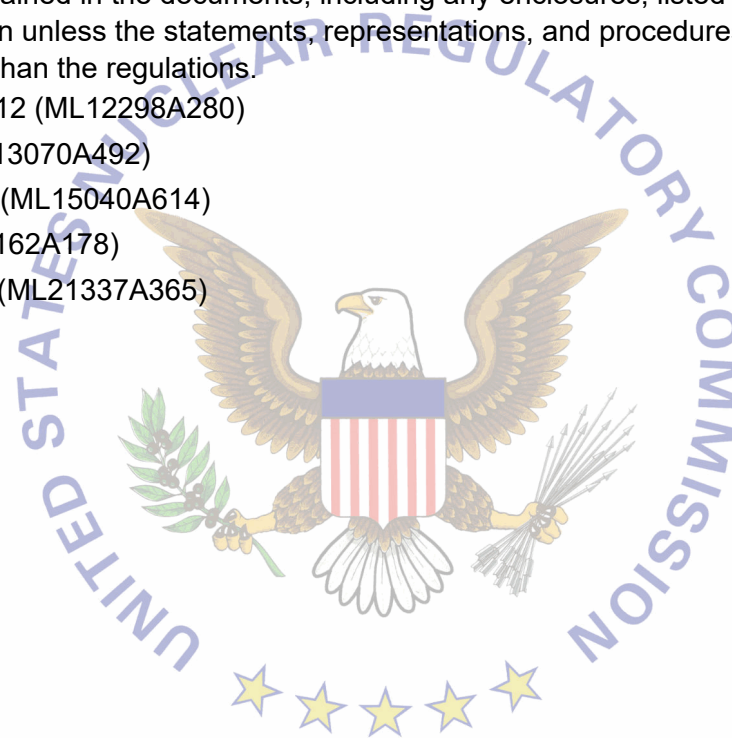 ained in the documents, including any enclosures, listed
n unless the statements, representations, and procedure
han the regulations.
12 (ML12298A280)
13070A492)
(ML15040A614)
162A178)
(ML21337A365)
UNITED STATES NUCLEAR REGULATORY COMMISSION